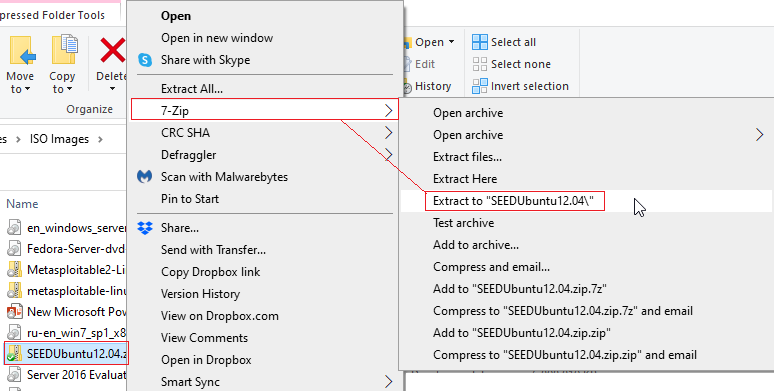 pressed Folder Tools
Move to
Copy to
Organize
ISO Images
Name
en_windows_server
Fedora-Server-dvd
Metasploitable2-Li
metasploitable-linu
New Microsoft Pow
ru-en_win7_sp1_x8
SEEDUbuntu12.04.z
Server 2016 Evaluat
Open
Open in new window
Share with Skype
Extract All...
7-Zip
CRC SHA
Defraggler
Scan with Malwarebytes
Pin to Start
Share...
Send with Transfer...
Copy Dropbox link
Version History
View on Dropbox.com
View Comments
Open in Dropbox
Smart Sync
Open
Edit
History
Select all
Select none
Invert selection
Open archive
Open archive
Extract files...
Extract Here
Extract to "SEEDUbuntu12.04\"
Test archive
Add to archive...
Compress and email...
Add to "SEEDUbuntu12.04.zip.7z"
Compress to "SEEDUbuntu12.04.zip.7z" and email
Add to "SEEDUbuntu12.04.zip.zip"
Compress to "SEEDUbuntu12.04.zip.zip" and email